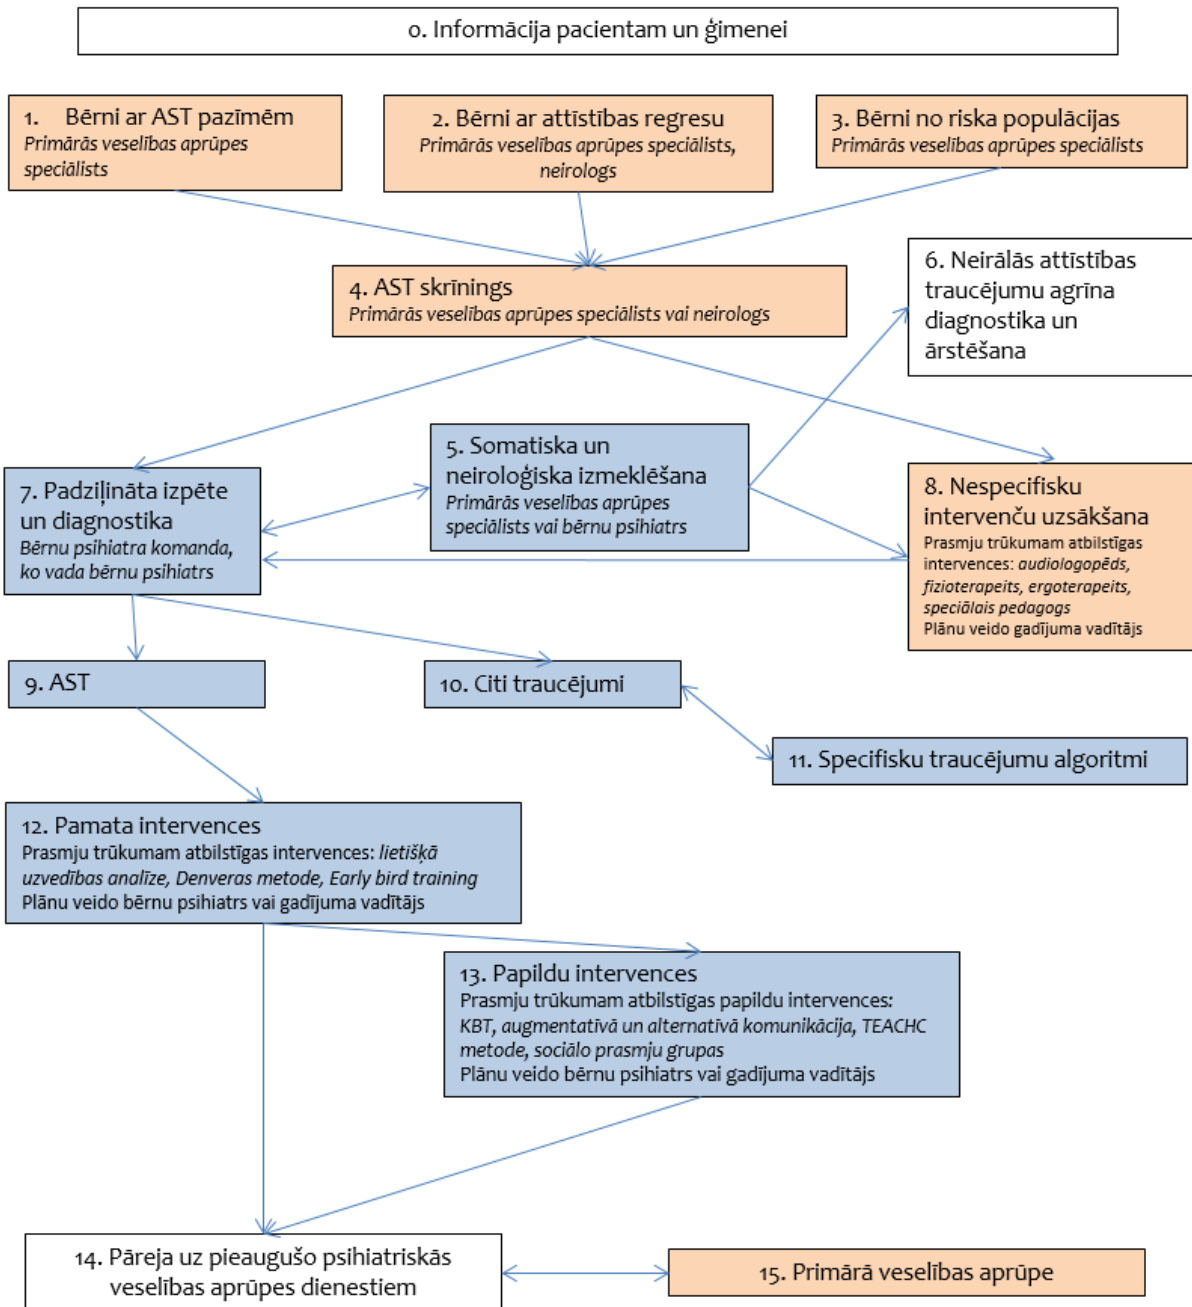 0. Informācija pacientam un ģimenei
1. Bērni ar AST pazīmēm
Primārās veselības aprūpes
speciālists
2. Bērni ar attīstības regresu
Primārās veselības aprūpes speciālists,
neirologs
3. Bērni no riska populācijas
Primārās veselības aprūpes speciālists
4. AST skrīnings
Primārās veselības aprūpes speciālists vai neirologs
6. Neirālās attīstības
traucējumu agrīna
diagnostika un
ārstēšana
5. Somatiska un
neiroloģiska izmeklēšana
Primārās veselības aprūpes
speciālists vai bērnu psihiatrs
7. Padziļināta izpēte
un diagnostika
Bērnu psihiatra komanda,
ko vada bērnu psihiatrs
8. Nespecifisku
intervenču uzsākšana
Prasmju trūkumam atbilstīgas
intervences: audiologopēds,
fizioterapeits, ergoterapeits,
speciālais pedagogs
Plānu veido gadījuma vadītājs
9. AST
10. Citi traucējumi
11. Specifisku traucējumu algoritmi
12. Pamata intervences
Prasmju trūkumam atbilstīgas intervences: lietišķā
uzvedības analīze, Denveras metode, Early bird training
Plānu veido bērnu psihiatrs vai gadījuma vadītājs
13. Papildu intervences
Prasmju trūkumam atbilstīgas papildu intervences:
KBT, augmentatīvā un alternatīvā komunikācija, TEACHC
metode, sociālo prasmju grupas
Plānu veido bērnu psihiatrs vai gadījuma vadītājs
14. Pāreja uz pieaugušo psihiatriskās
veselības aprūpes dienestiem
15. Primārā veselības aprūpe